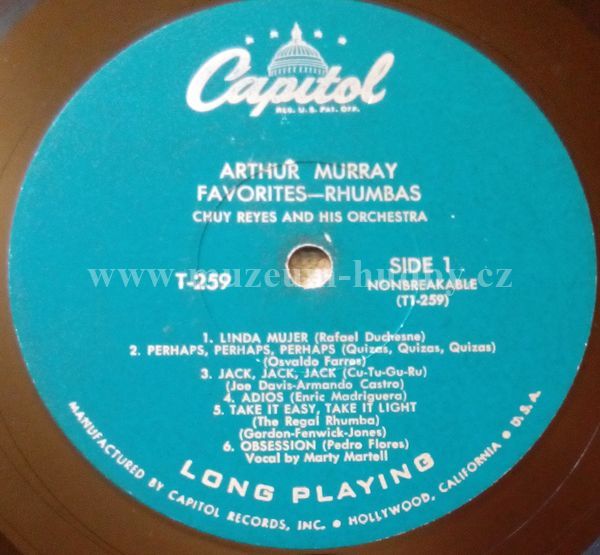 Capitol
REG. U.S. PAT. OFF.
ARTHUR MURRAY
FAVORITES—RHUMBAS
CHUY REYES AND HIS ORCHESTRA
T-259
SIDE 1
NONBREAKABLE
(T1-259)
www.muzeum-hudby.cz
1. LINDA MUJER (Rafael Duchesne)
2. PERHAPS, PERHAPS, PERHAPS (Quizas, Quizas, Quizas)
(Osvaldo Farres)
3. JACK, JACK, JACK (Cu-Tu-Gu-Ru)
(Joe Davis-Armando Castro)
4. ADIOS (Enric Madriguera)
5. TAKE IT EASY, TAKE IT LIGHT
(The Regal Rhumba)
(Gordon-Fenwick-Jones)
6. OBSESSION (Pedro Flores)
Vocal by Marty Martell
LONG PLAYING
MANUFACTURED BY CAPITOL RECORDS, INC. • HOLLYWOOD, CALIFORNIA • U.S.A.